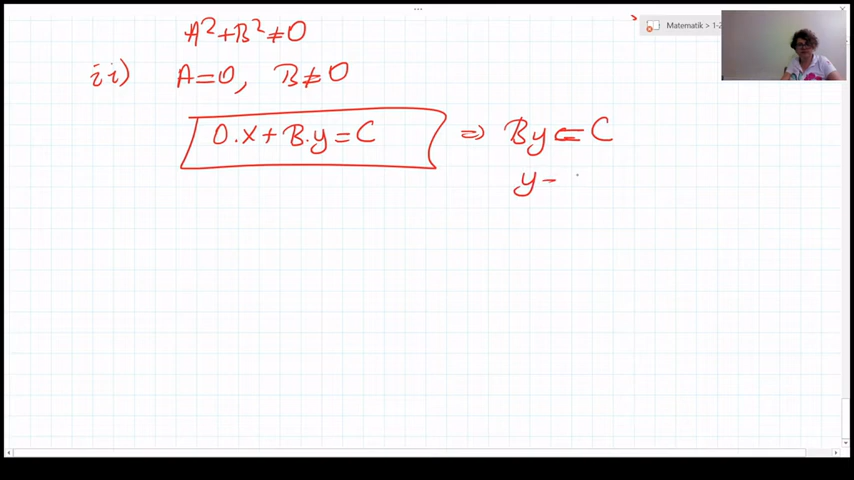 A²+B²≠0
Matematik > 1-2
ii) A=0, B≠0
0.x+B.y=C ⇒ By=C
y-